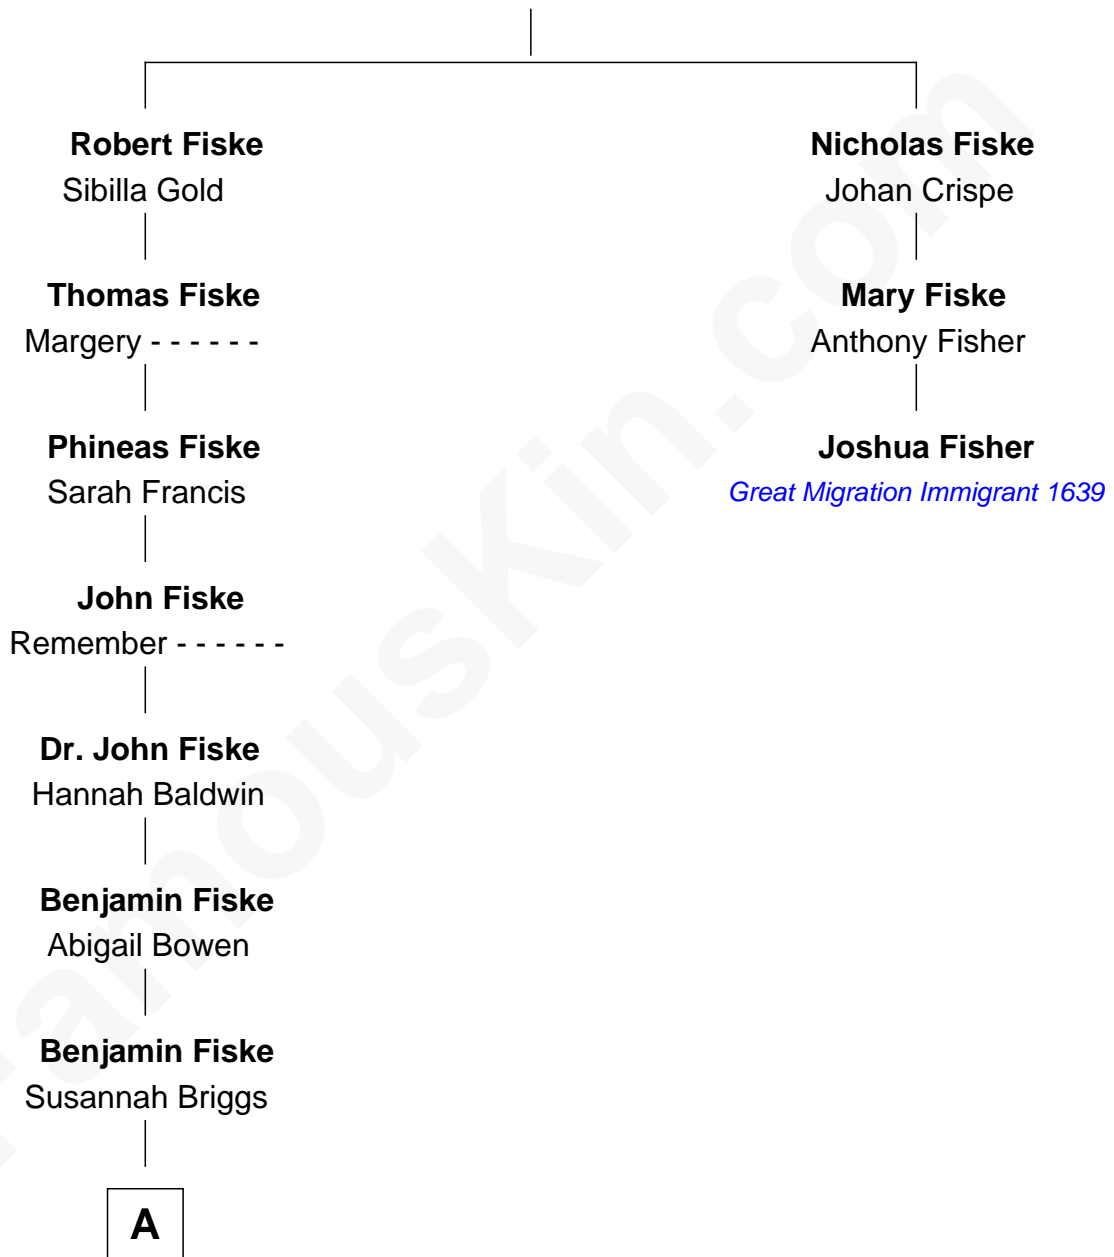 Robert Fiske
Sibilla Gold
Nicholas Fiske
Johan Crispe
Thomas Fiske
Margery - - - - - -
Mary Fiske
Anthony Fisher
Phineas Fiske
Sarah Francis
Joshua Fisher
Great Migration Immigrant 1639
John Fiske
Remember - - - - - -
Dr. John Fiske
Hannah Baldwin
Benjamin Fiske
Abigail Bowen
Benjamin Fiske
Susannah Briggs
A
FamousKin.com